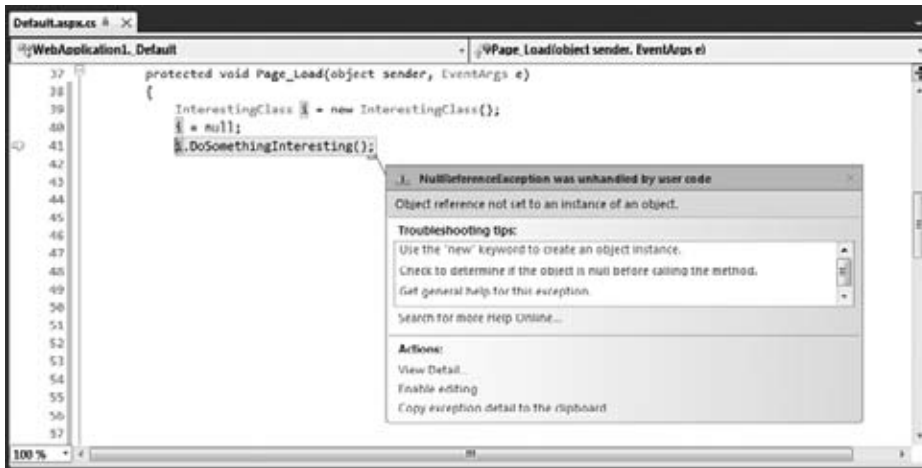 Default.aspx.cs
WebApplication1._Default
Page_Load(object sender, EventArgs e)
37 protected void Page_Load(object sender, EventArgs e)
38 {
39 InterestingClass i = new InterestingClass();
40 i = null;
41 i.DoSomethingInteresting();
42
43
44
45
46
47
48
49
50
51
52
53
54
55
56
57
NullReferenceException was unhandled by user code
Object reference not set to an instance of an object.
Troubleshooting tips:
Use the "new" keyword to create an object instance.
Check to determine if the object is null before calling the method.
Get general help for this exception.
Search for more Help Online...
Actions:
View Detail...
Enable editing
Copy exception detail to the clipboard
100 %